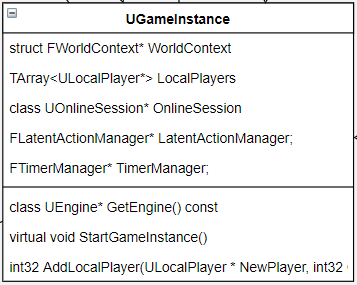 UGameInstance
struct FWorldContext* WorldContext
TArray<ULocalPlayer*> LocalPlayers
class UOnlineSession* OnlineSession
FLatentActionManager* LatentActionManager;
FTimerManager* TimerManager;
class UEngine* GetEngine() const
virtual void StartGameInstance()
int32 AddLocalPlayer(ULocalPlayer * NewPlayer, int32